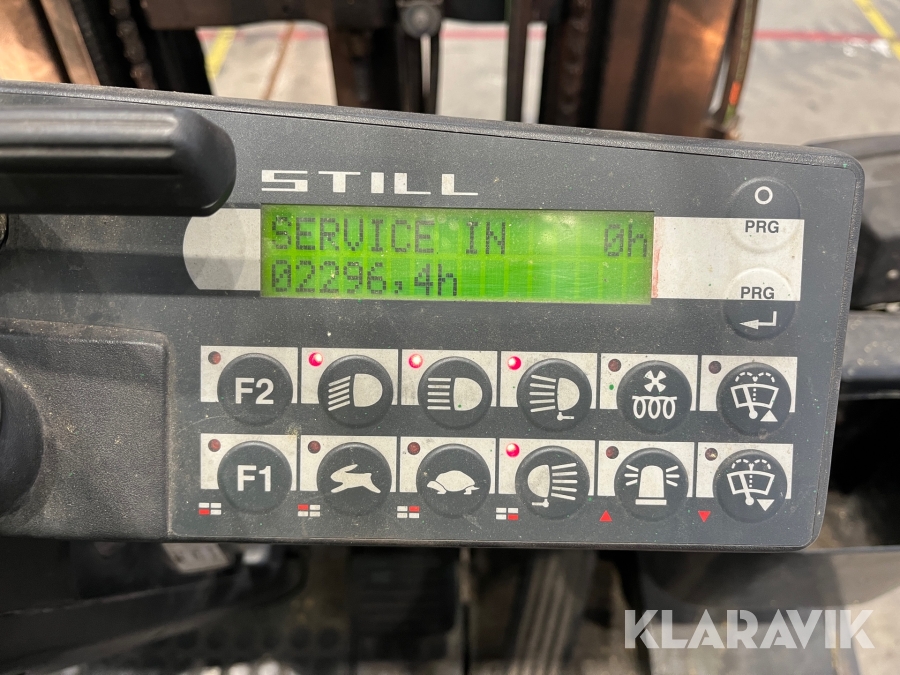 STILL
SERVICE IN 0h
02296,4h
O
PRG
PRG
F2
F1
KLARAVIK